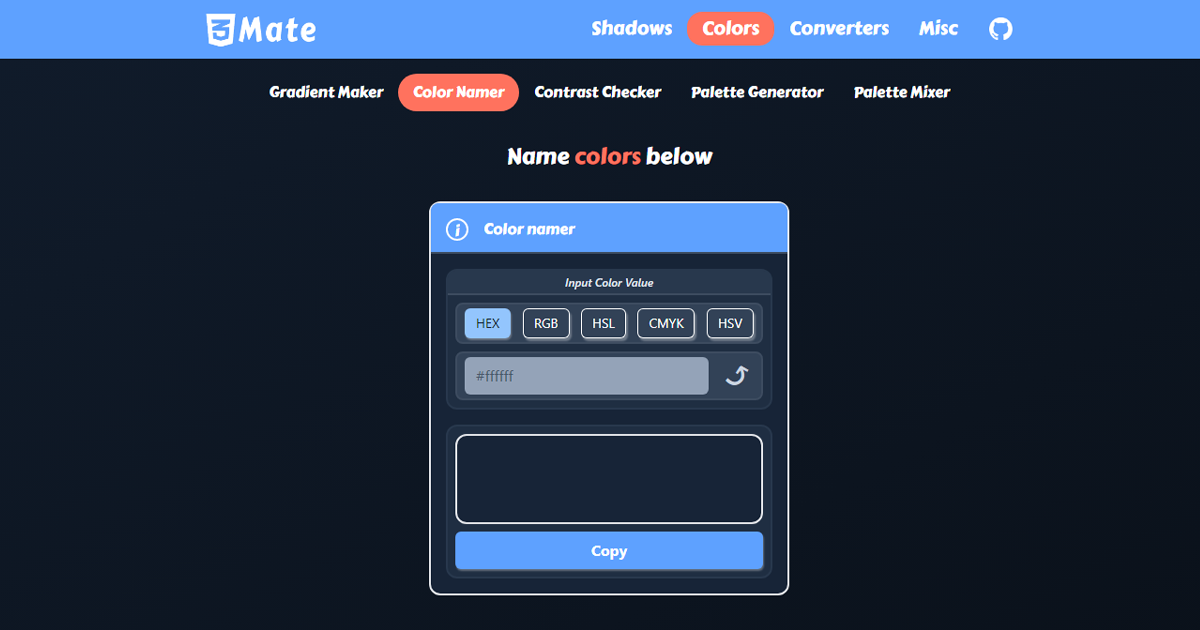 3Mate Shadows Colors Converters Misc
Gradient Maker Color Namer Contrast Checker Palette Generator Palette Mixer
Name colors below
i Color namer
Input Color Value
HEX RGB HSL CMYK HSV
#ffffff
Copy